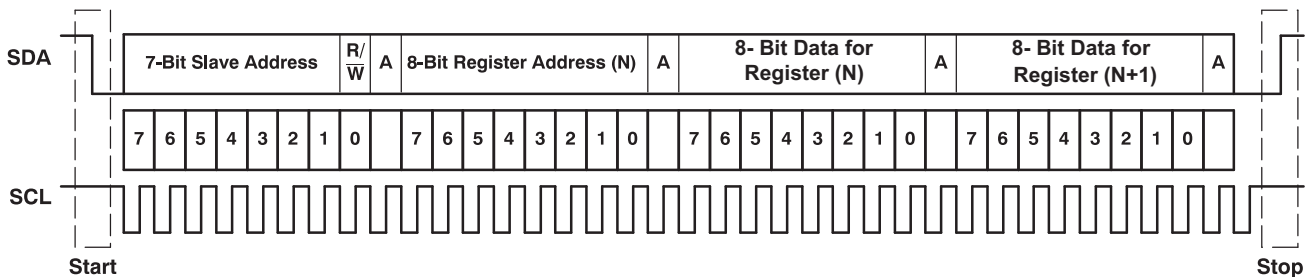 SDA
7-Bit Slave Address
R/
W
A
8-Bit Register Address (N)
A
8- Bit Data for
Register (N)
A
8- Bit Data for
Register (N+1)
A
7 6 5 4 3 2 1 0 7 6 5 4 3 2 1 0 7 6 5 4 3 2 1 0 7 6 5 4 3 2 1 0
SCL
Start
Stop